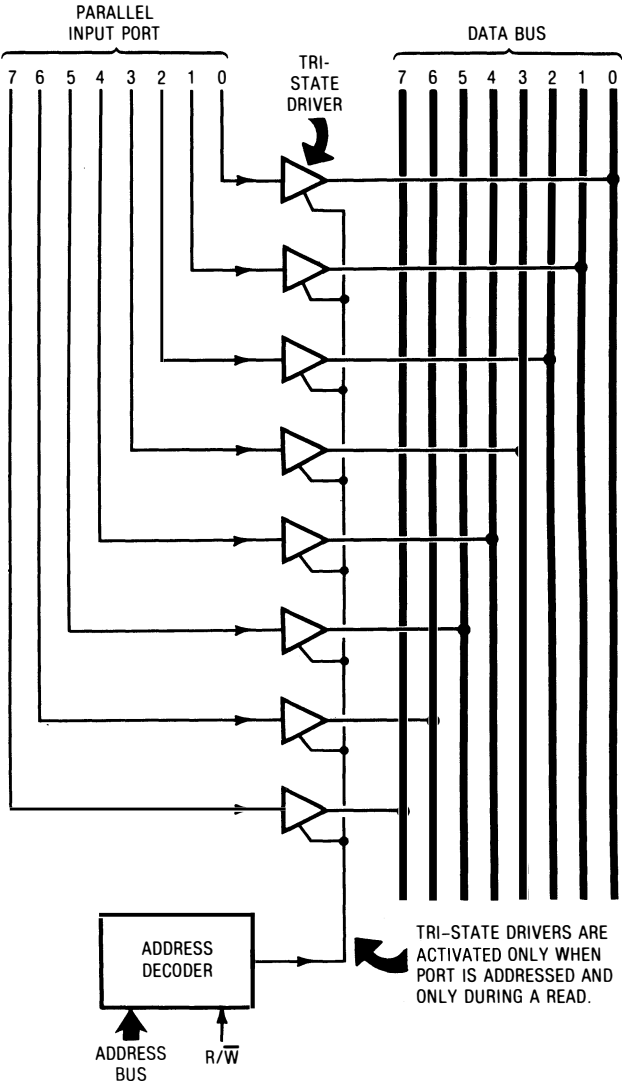 PARALLEL
INPUT PORT
DATA BUS
TRI-
STATE
DRIVER
7 6 5 4 3 2 1 0
7 6 5 4 3 2 1 0
ADDRESS
DECODER
TRI-STATE DRIVERS ARE
ACTIVATED ONLY WHEN
PORT IS ADDRESSED AND
ONLY DURING A READ.
ADDRESS
BUS
R/W̅